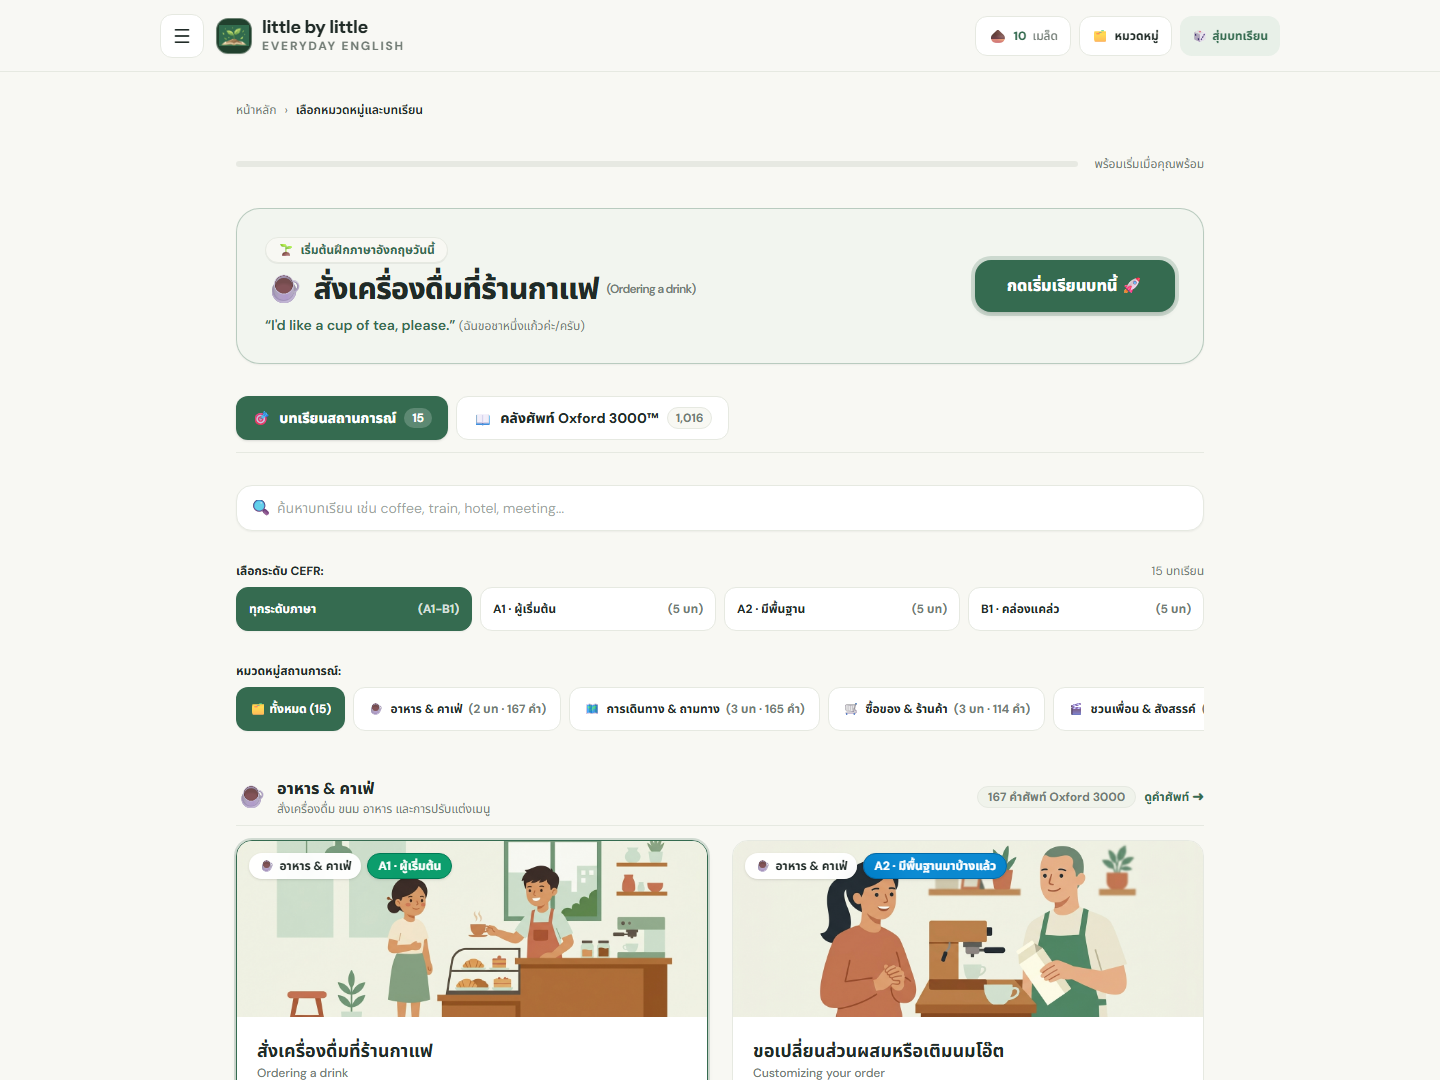 little by little
EVERYDAY ENGLISH
10 เมล็ด
หมวดหมู่
สุ่มบทเรียน
หน้าหลัก › เลือกหมวดหมู่และบทเรียน
พร้อมเริ่มเมื่อคุณพร้อม
เริ่มต้นฝึกภาษาอังกฤษวันนี้
สั่งเครื่องดื่มที่ร้านกาแฟ (Ordering a drink)
“I'd like a cup of tea, please.” (ฉันขอชาหนึ่งแก้วค่ะ/ครับ)
กดเริ่มเรียนบทนี้
บทเรียนสถานการณ์ 15
คลังศัพท์ Oxford 3000™ 1,016
ค้นหาบทเรียน เช่น coffee, train, hotel, meeting...
เลือกระดับ CEFR:
15 บทเรียน
ทุกระดับภาษา (A1-B1)
A1 · ผู้เริ่มต้น (5 บท)
A2 · มีพื้นฐาน (5 บท)
B1 · คล่องแคล่ว (5 บท)
หมวดหมู่สถานการณ์:
ทั้งหมด (15)
อาหาร & คาเฟ่ (2 บท · 167 คำ)
การเดินทาง & ถามทาง (3 บท · 165 คำ)
ซื้อของ & ร้านค้า (3 บท · 114 คำ)
ชวนเพื่อน & สังสรรค์ (
อาหาร & คาเฟ่
สั่งเครื่องดื่ม ขนม อาหาร และการปรับแต่งเมนู
167 คำศัพท์ Oxford 3000
ดูคำศัพท์ ➜
อาหาร & คาเฟ่
A1 · ผู้เริ่มต้น
อาหาร & คาเฟ่
A2 · มีพื้นฐานมาบ้างแล้ว
สั่งเครื่องดื่มที่ร้านกาแฟ
Ordering a drink
ขอเปลี่ยนส่วนผสมหรือเติมนมโอ๊ต
Customizing your order